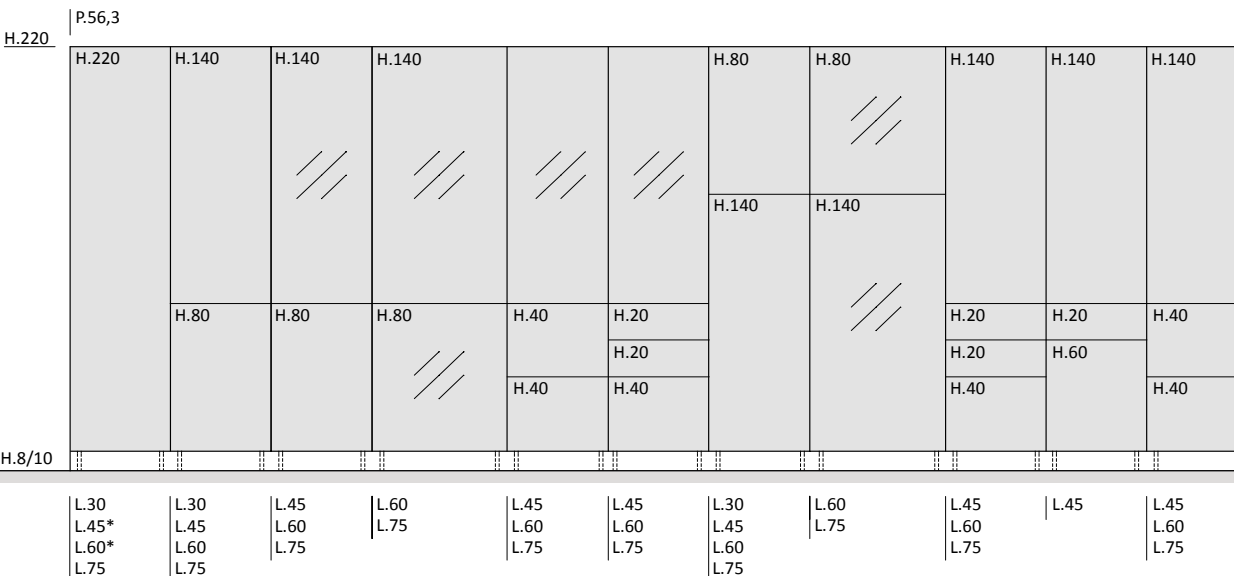 P.56,3
H.220
H.220 H.140 H.140 H.140 H.80 H.80 H.140 H.140 H.140
H.140 H.140
H.80 H.80 H.80 H.40 H.20 H.20 H.20 H.40
H.20 H.20 H.60
H.40 H.40 H.40 H.40
H.8/10
L.30 L.30 L.45 L.60 L.45 L.45 L.30 L.60 L.45 L.45 L.45
L.45* L.45 L.60 L.75 L.60 L.60 L.45 L.75 L.60 L.60
L.60* L.60 L.75 L.75 L.75 L.60 L.75 L.75
L.75 L.75 L.75